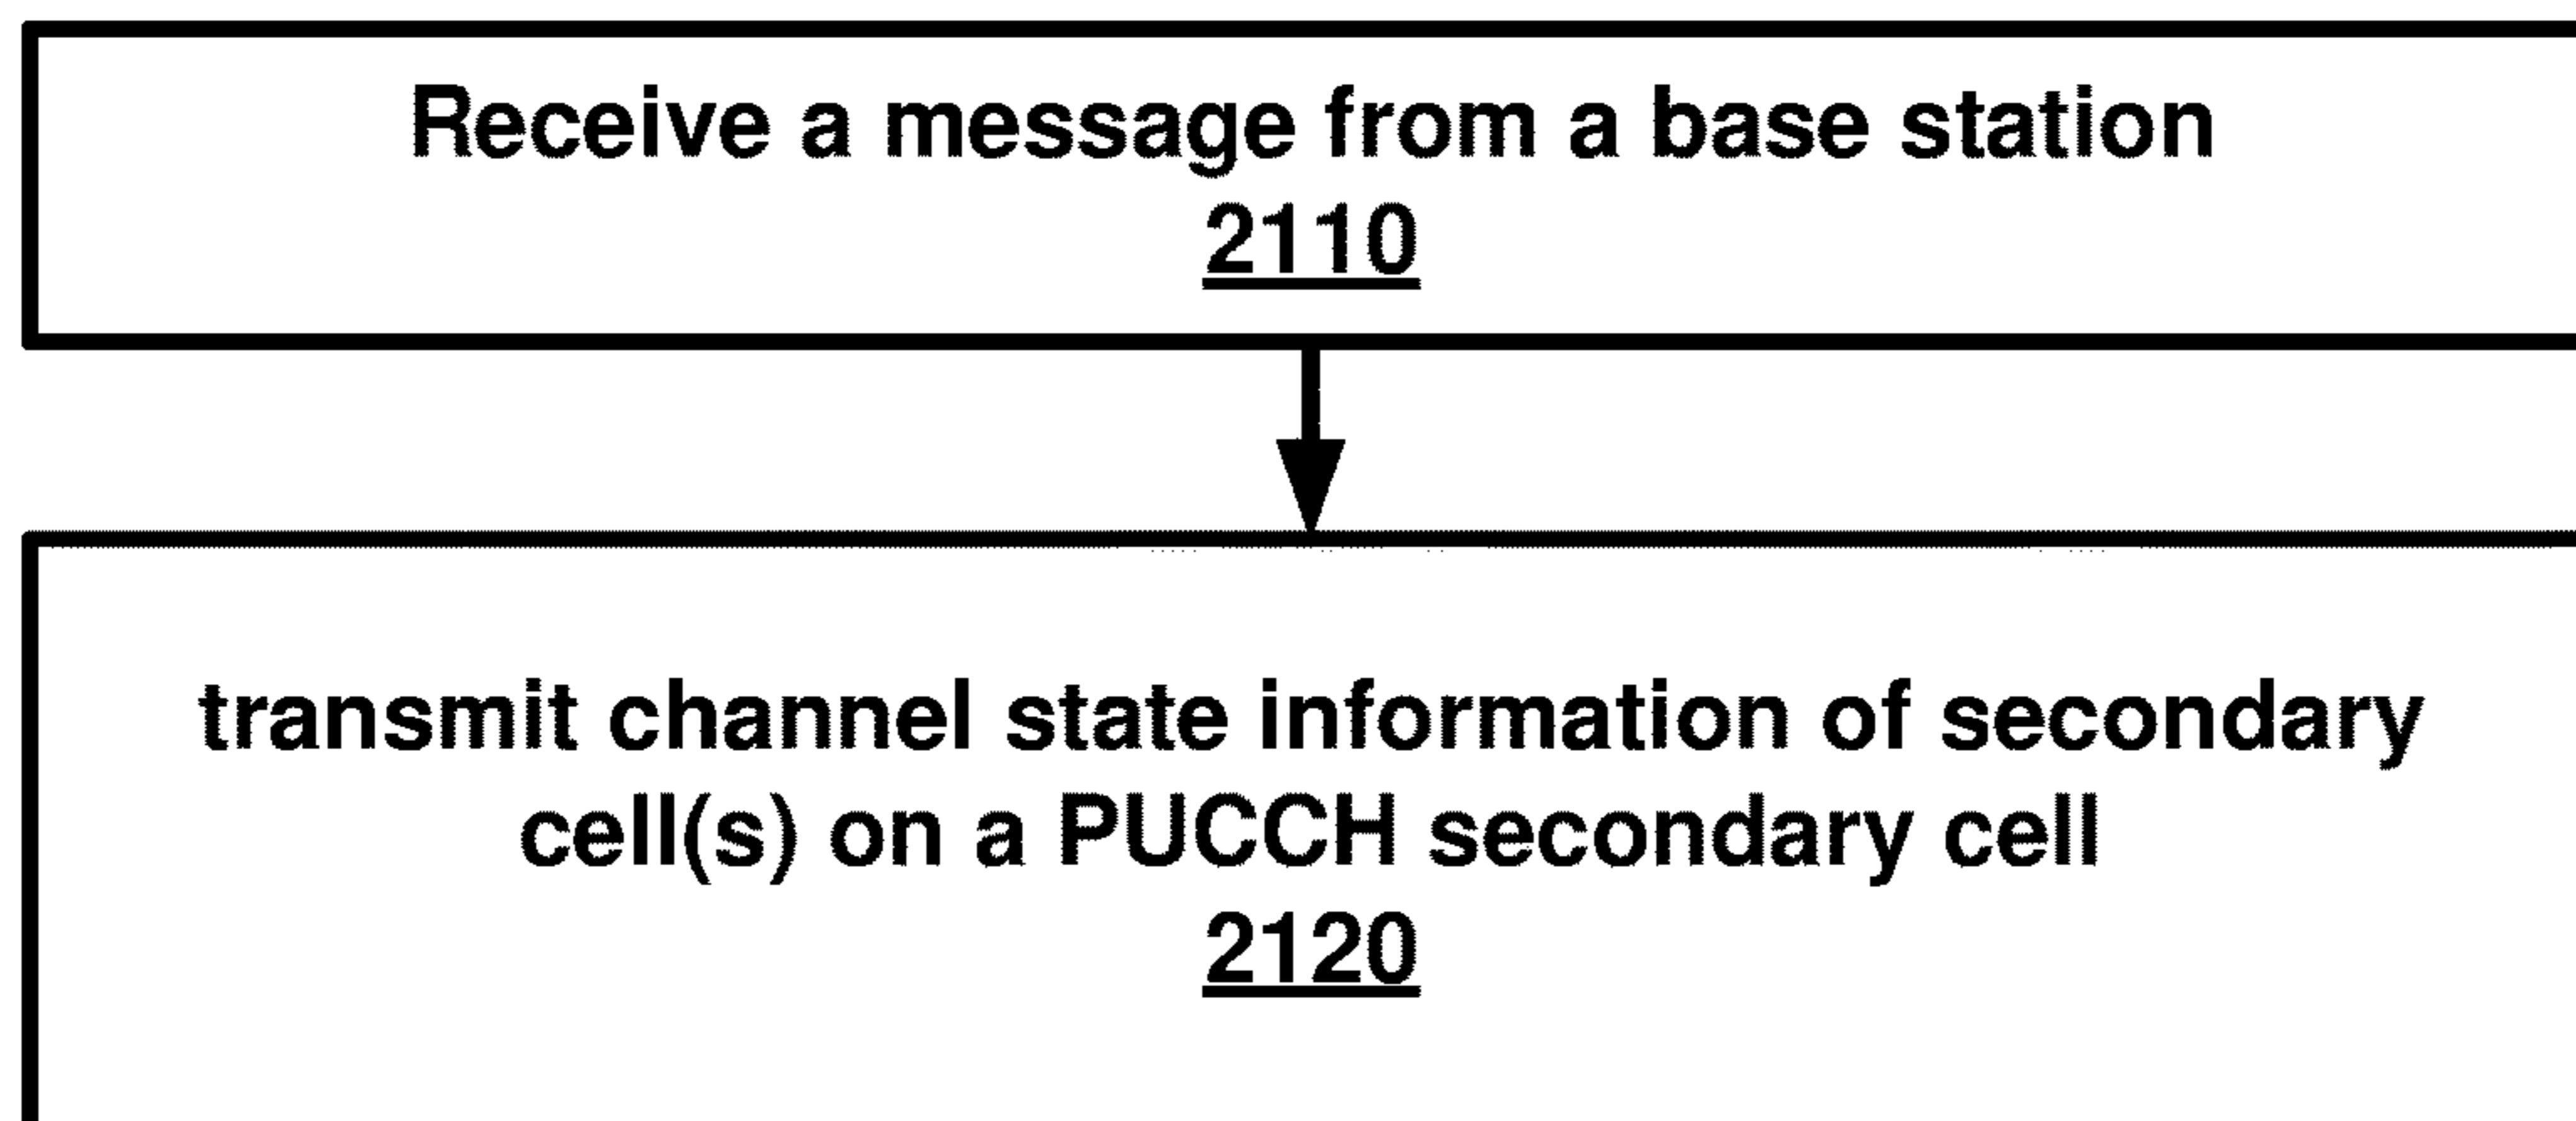 Receive a message from a base station
2110
transmit channel state information of secondary
cell(s) on a PUCCH secondary cell
2120